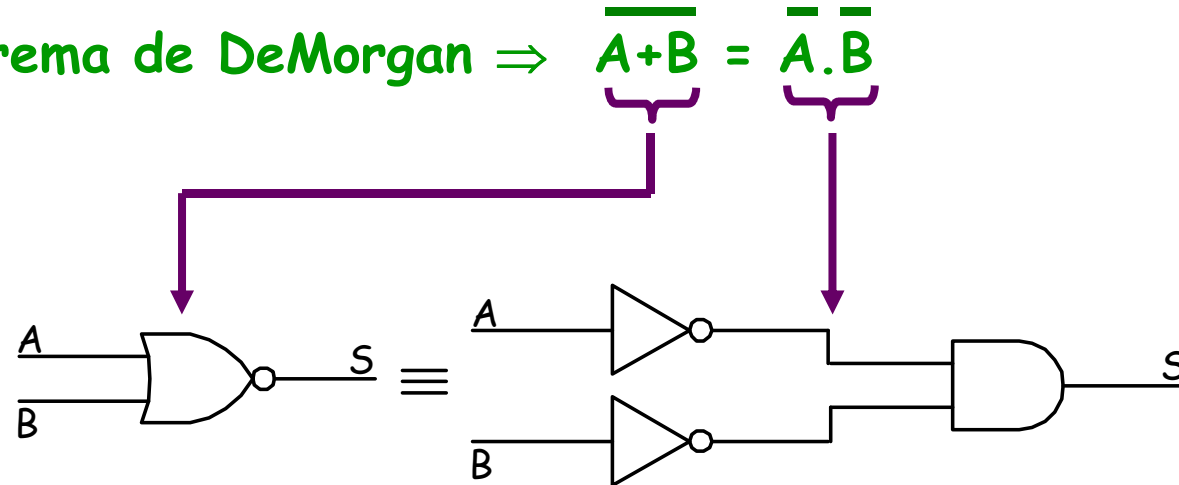 rema de DeMorgan ⇒ A̅+̅B̅ = A̅.B̅
A
B
S
≡
A
B
S